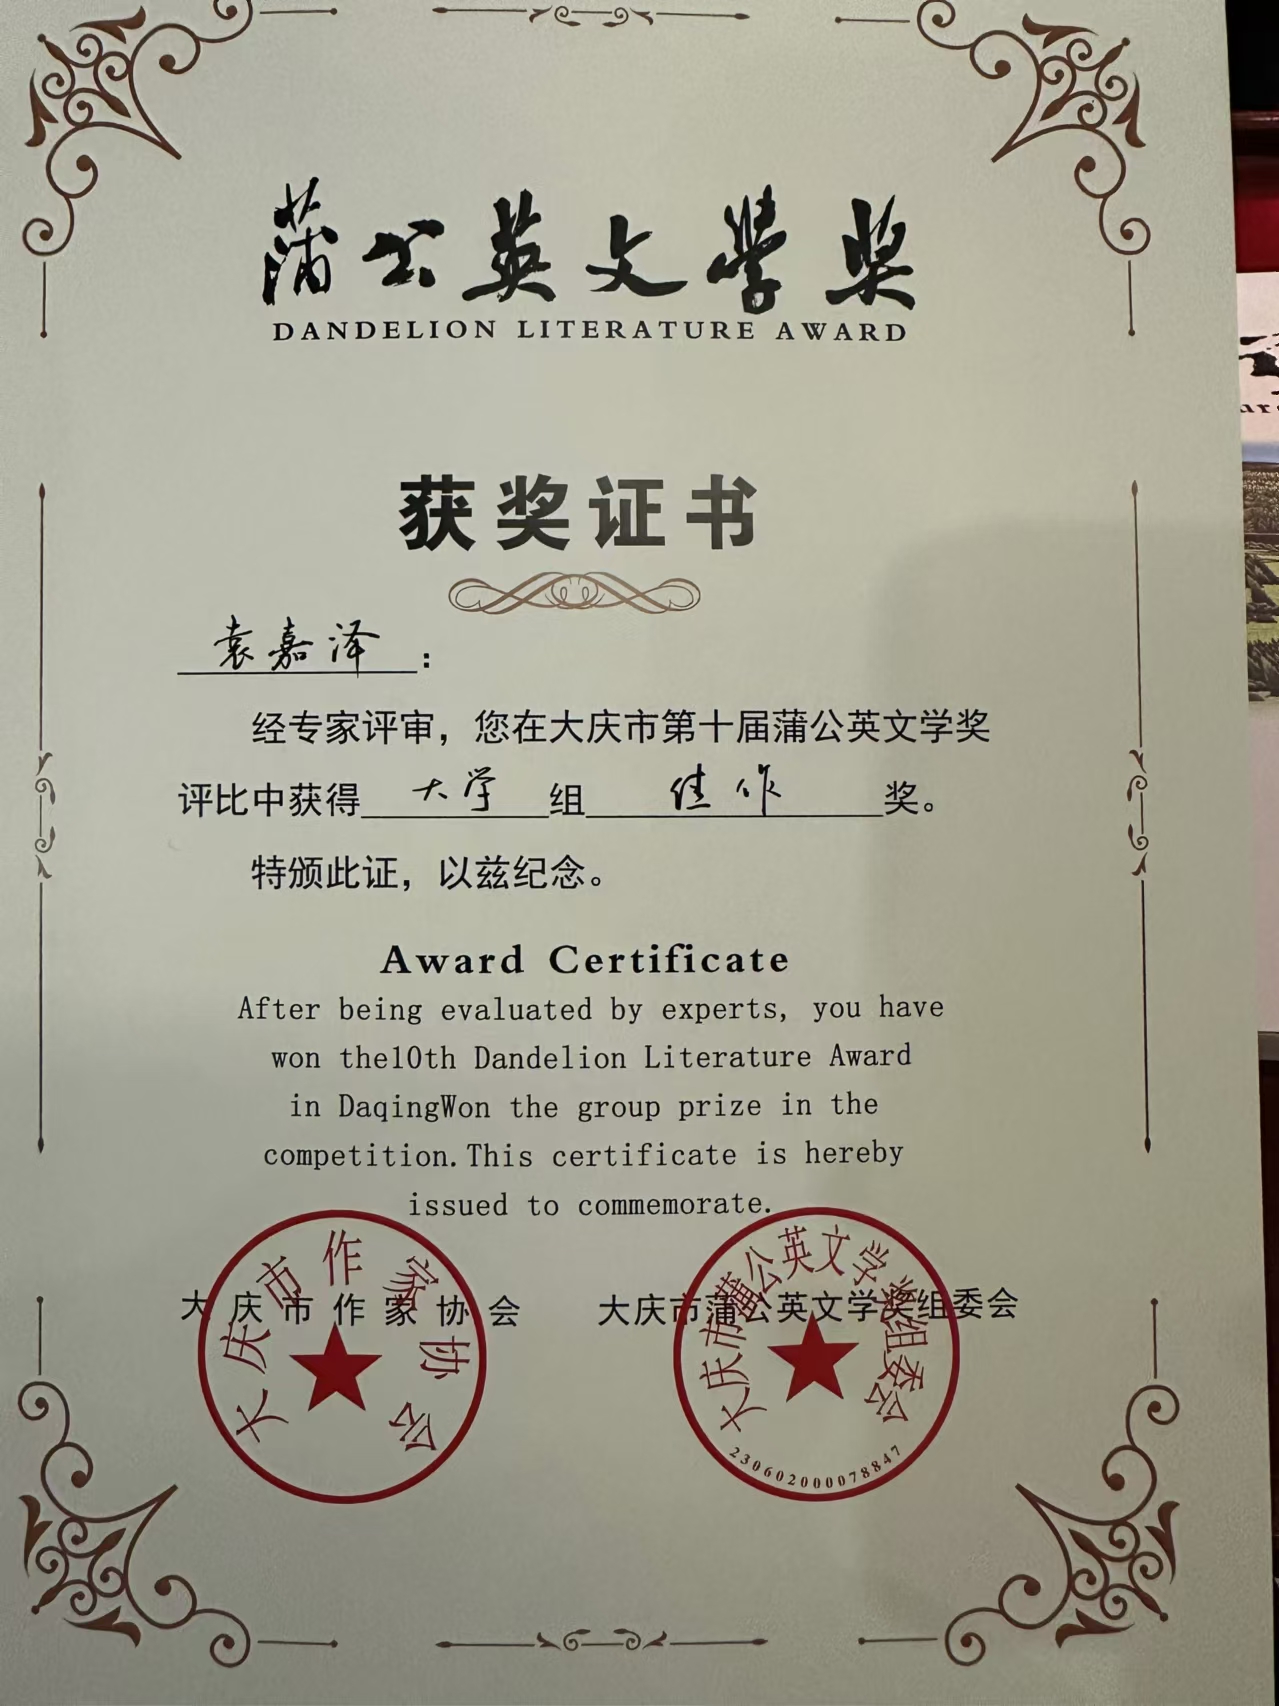 蒲公英文学奖
DANDELION LITERATURE AWARD
获奖证书
袁嘉泽：
经专家评审，您在大庆市第十届蒲公英文学奖
评比中获得大学组佳作奖。
特颁此证，以兹纪念。
Award Certificate
After being evaluated by experts, you have
won the10th Dandelion Literature Award
in DaqingWon the group prize in the
competition.This certificate is hereby
issued to commemorate.
大庆市作家协会
大庆市蒲公英文学奖组委会
大庆市作家协会
大庆市蒲公英文学奖组委会
230602000078847